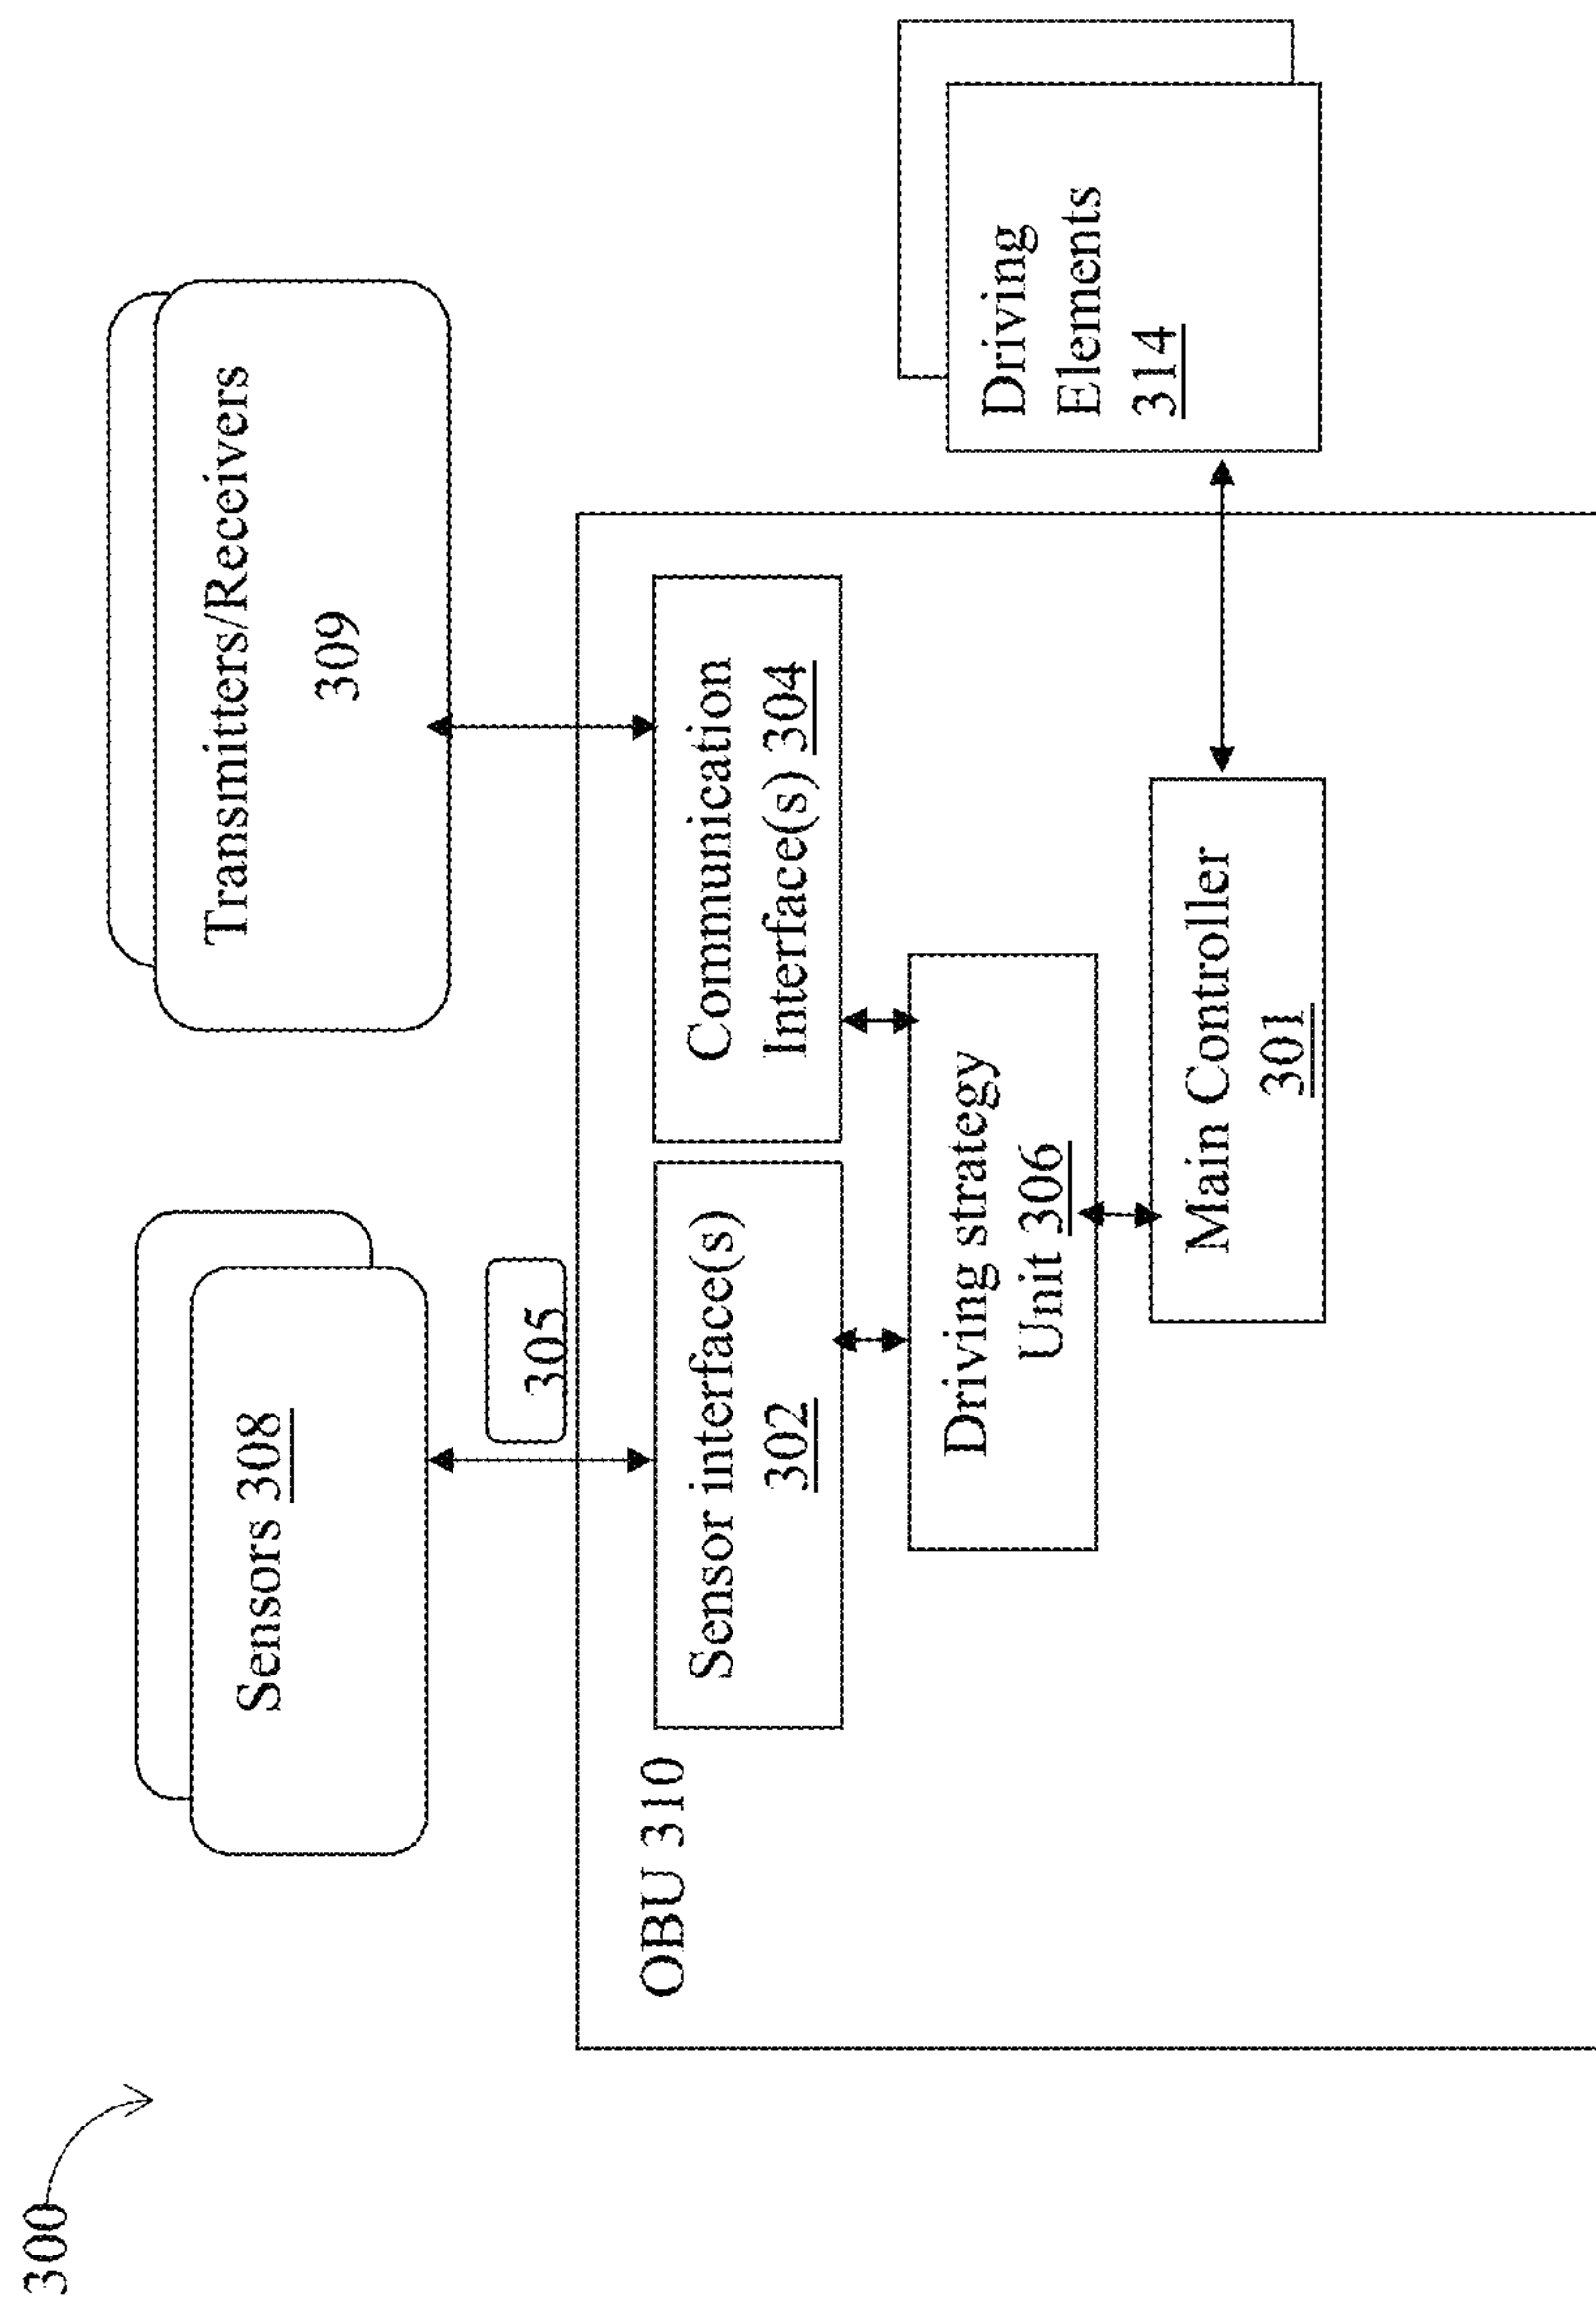 300
Sensors 308
Transmitters/Receivers
309
305
OBU 310
Sensor interface(s)
302
Communication
Interface(s) 304
Driving strategy
Unit 306
Main Controller
301
Driving
Elements
314